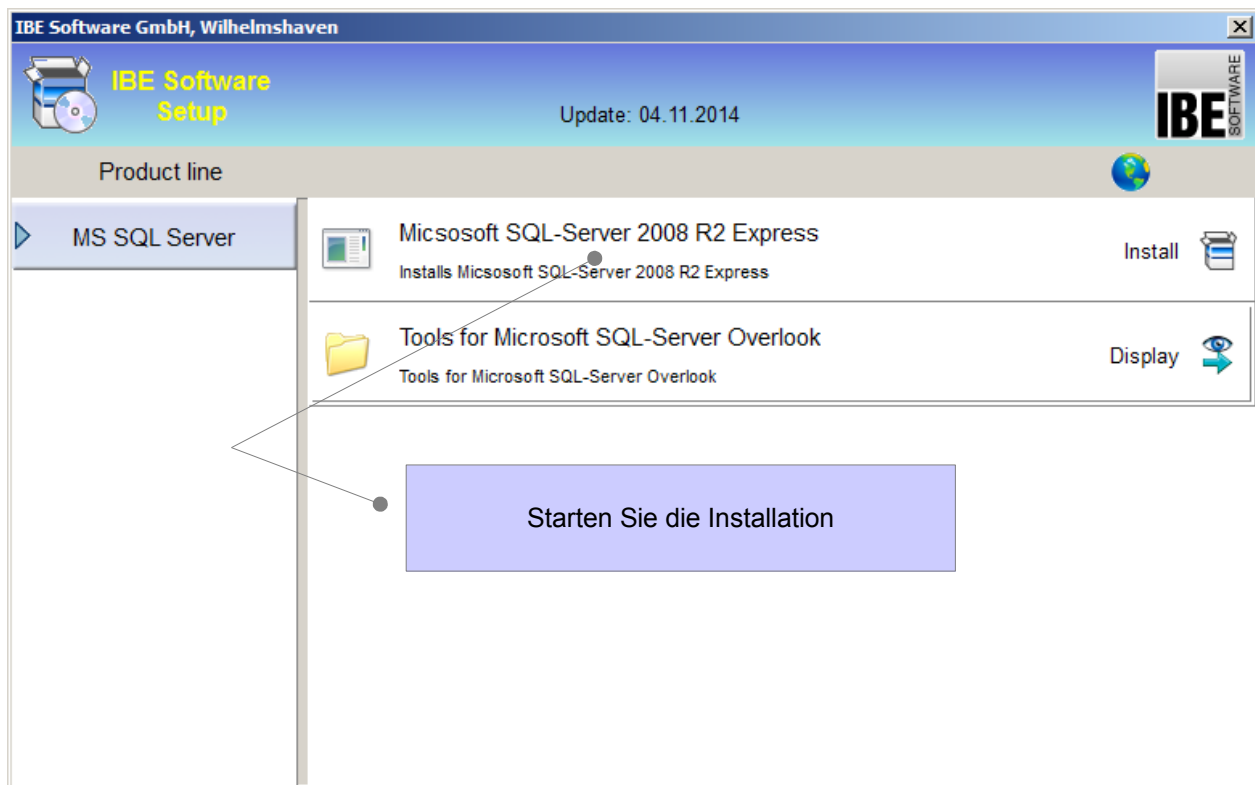 IBE Software GmbH, Wilhelmshaven
IBE Software
Setup
Update: 04.11.2014
IBE
SOFTWARE
Product line
MS SQL Server
Micsosoft SQL-Server 2008 R2 Express
Installs Micsosoft SQL-Server 2008 R2 Express
Install
Tools for Microsoft SQL-Server Overlook
Tools for Microsoft SQL-Server Overlook
Display
Starten Sie die Installation